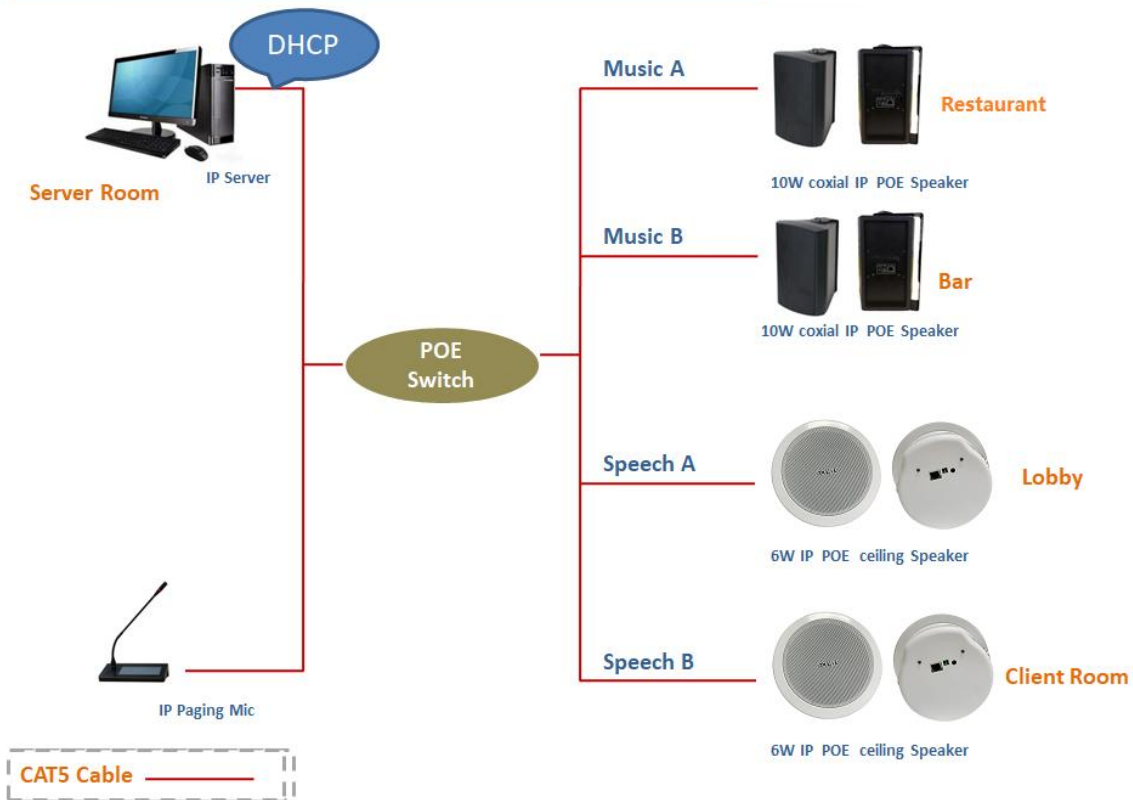 DHCP
IP Server
Server Room
POE
Switch
IP Paging Mic
CAT5 Cable
Music A
Restaurant
10W coxial IP POE Speaker
Music B
Bar
10W coxial IP POE Speaker
Speech A
Lobby
6W IP POE ceiling Speaker
Speech B
Client Room
6W IP POE ceiling Speaker